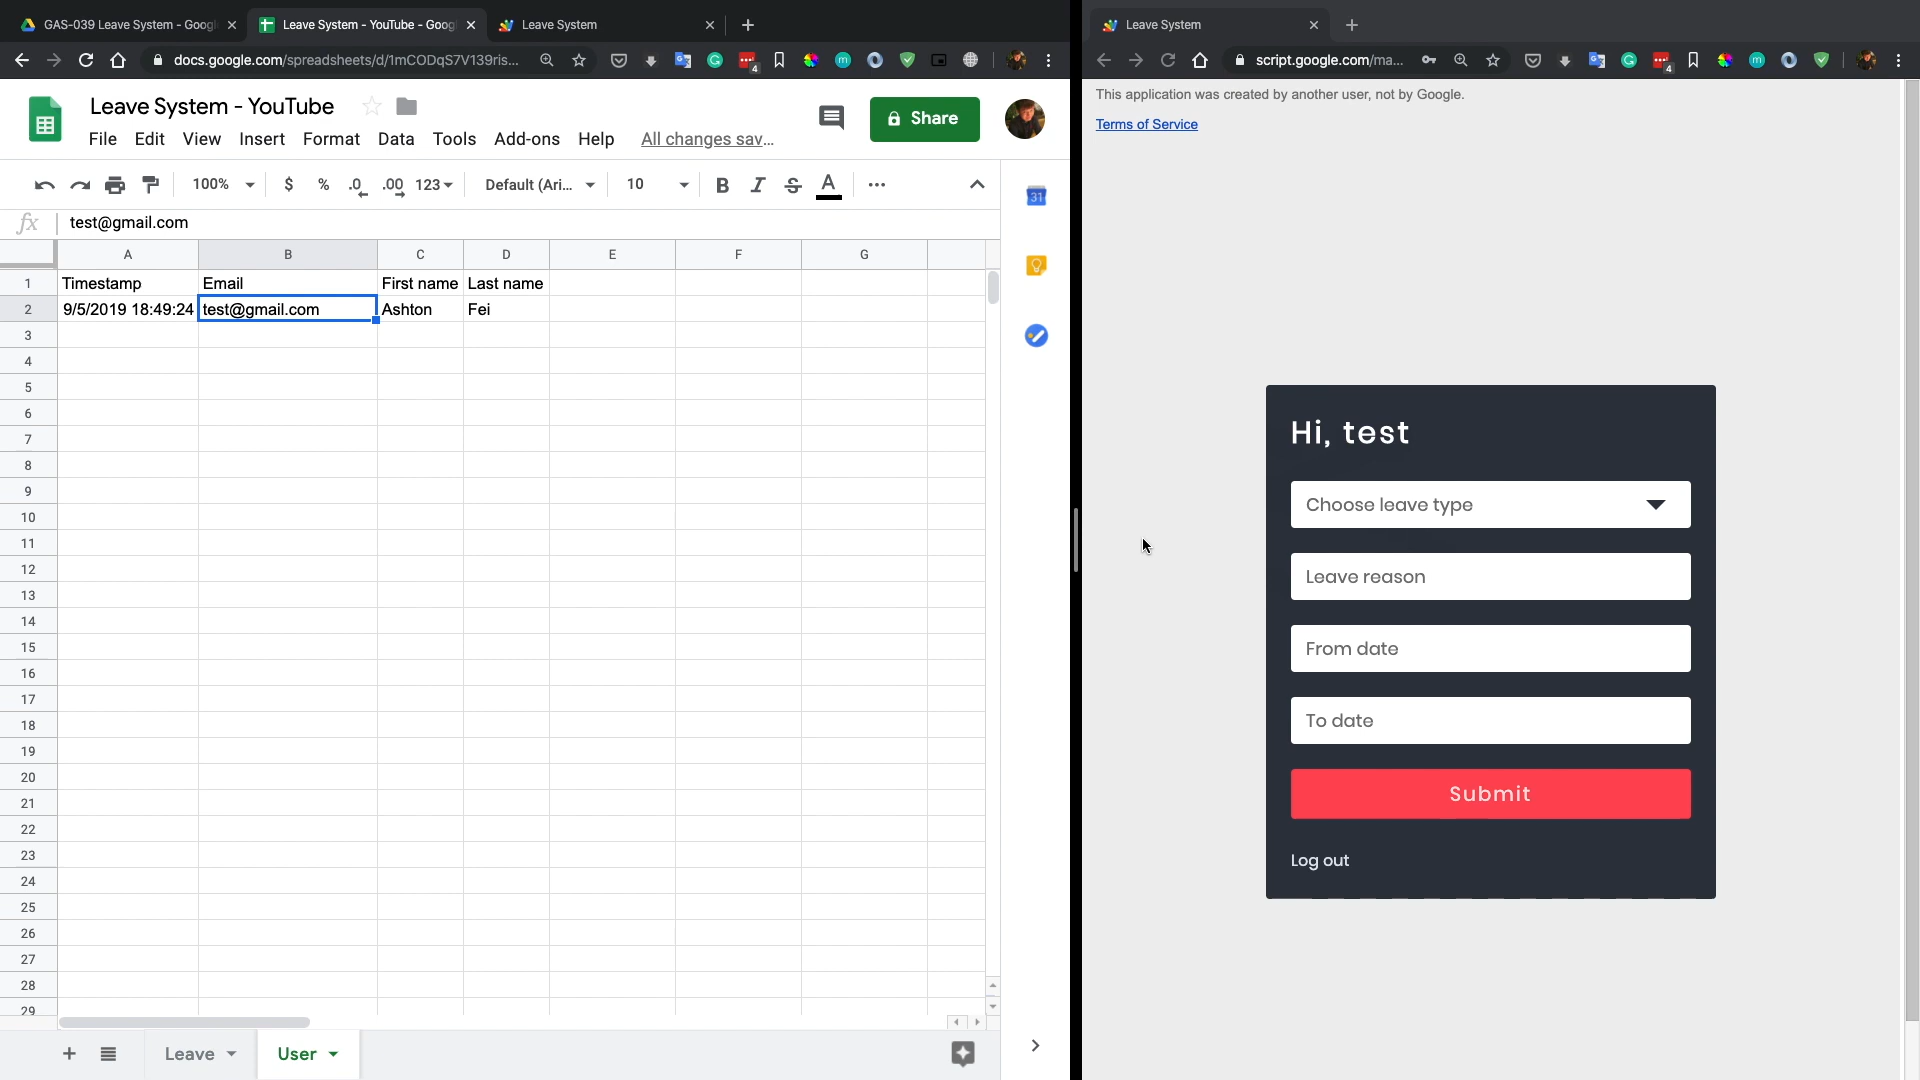 GAS-039 Leave System - Goog
Leave System - YouTube - Goog
Leave System
docs.google.com/spreadsheets/d/1mCODqS7V139ris...
4
Leave System - YouTube
File Edit View Insert Format Data Tools Add-ons Help All changes sav...
Share
100% $ % .0 .00 123 Default (Ari... 10 B I S A
31
fx test@gmail.com
A B C D E F G
1 Timestamp Email First name Last name
2 9/5/2019 18:49:24 test@gmail.com Ashton Fei
3
4
5
6
7
8
9
10
11
12
13
14
15
16
17
18
19
20
21
22
23
24
25
26
27
28
29
Leave User
Leave System
script.google.com/ma...
4
This application was created by another user, not by Google.
Terms of Service
Hi, test
Choose leave type
Leave reason
From date
To date
Submit
Log out